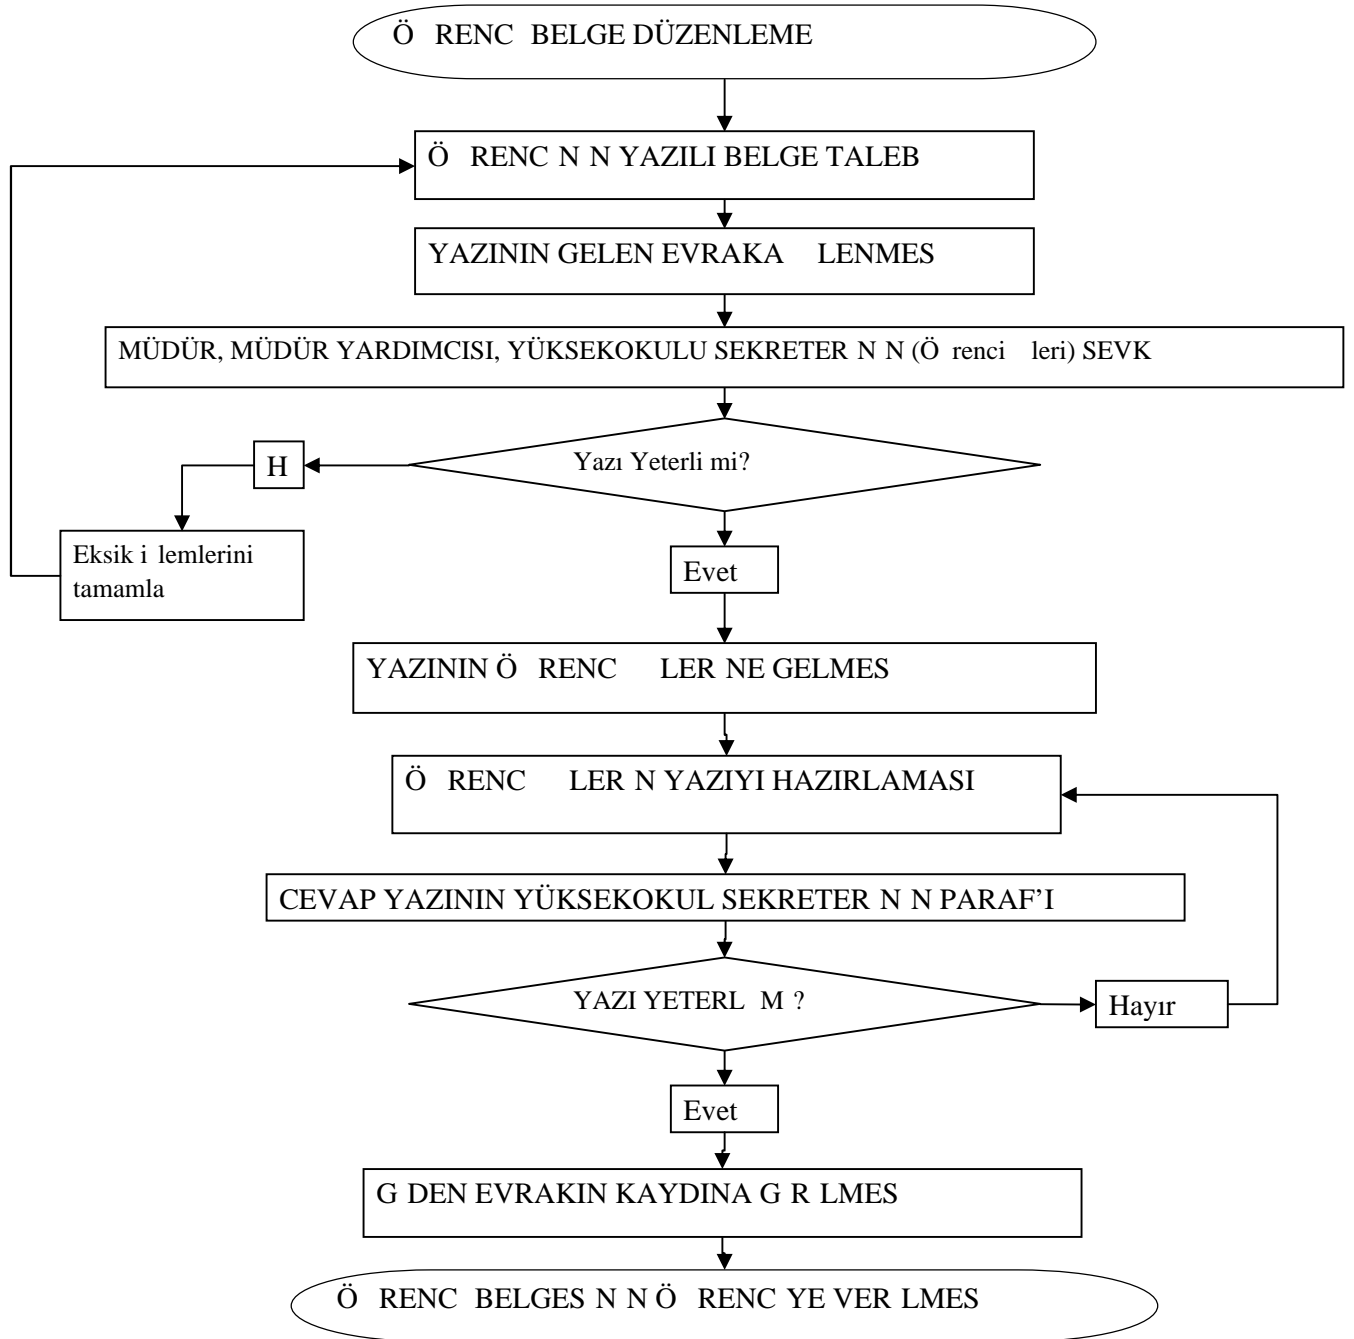 Ö RENC BELGE DÜZENLEME
Ö RENC N N YAZILI BELGE TALEB
YAZININ GELEN EVRAKA LENMES
MÜDÜR, MÜDÜR YARDIMCISI, YÜKSEKOKULU SEKRETER N N (Ö renci leri) SEVK
Yazı Yeterli mi?
H
Eksik i lemlerini
tamamla
Evet
YAZININ Ö RENC LER NE GELMES
Ö RENC LER N YAZIYI HAZIRLAMASI
CEVAP YAZININ YÜKSEKOKUL SEKRETER N N PARAF’I
YAZI YETERL M ?
Hayır
Evet
G DEN EVRAKIN KAYDINA G R LMES
Ö RENC BELGES N N Ö RENC YE VER LMES